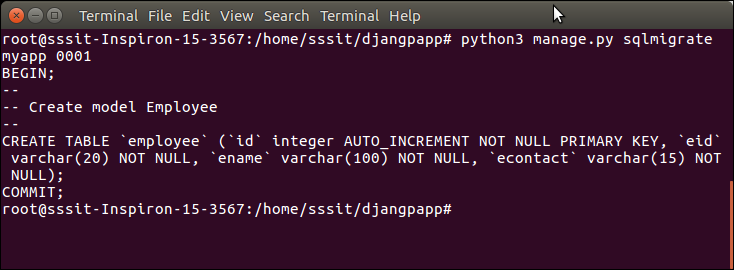 Terminal File Edit View Search Terminal Help
root@sssit-Inspiron-15-3567:/home/sssit/djangpapp# python3 manage.py sqlmigrate
myapp 0001
BEGIN;
--
-- Create model Employee
--
CREATE TABLE `employee` (`id` integer AUTO_INCREMENT NOT NULL PRIMARY KEY, `eid`
 varchar(20) NOT NULL, `ename` varchar(100) NOT NULL, `econtact` varchar(15) NOT
 NULL);
COMMIT;
root@sssit-Inspiron-15-3567:/home/sssit/djangpapp#